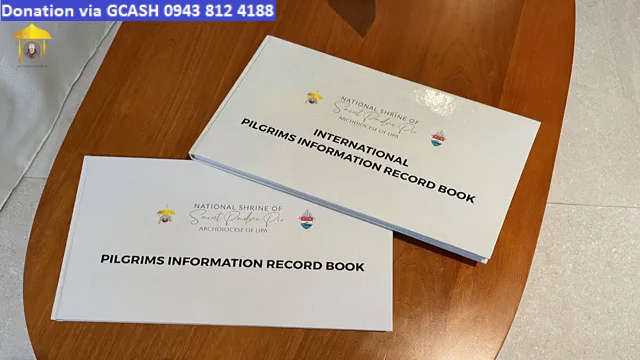 Donation via GCASH 0943 812 4188
NATIONAL SHRINE OF
Saint Padre Pio
ARCHDIOCESE OF LIPA
INTERNATIONAL
PILGRIMS INFORMATION RECORD BOOK
NATIONAL SHRINE OF
Saint Padre Pio
ARCHDIOCESE OF LIPA
PILGRIMS INFORMATION RECORD BOOK